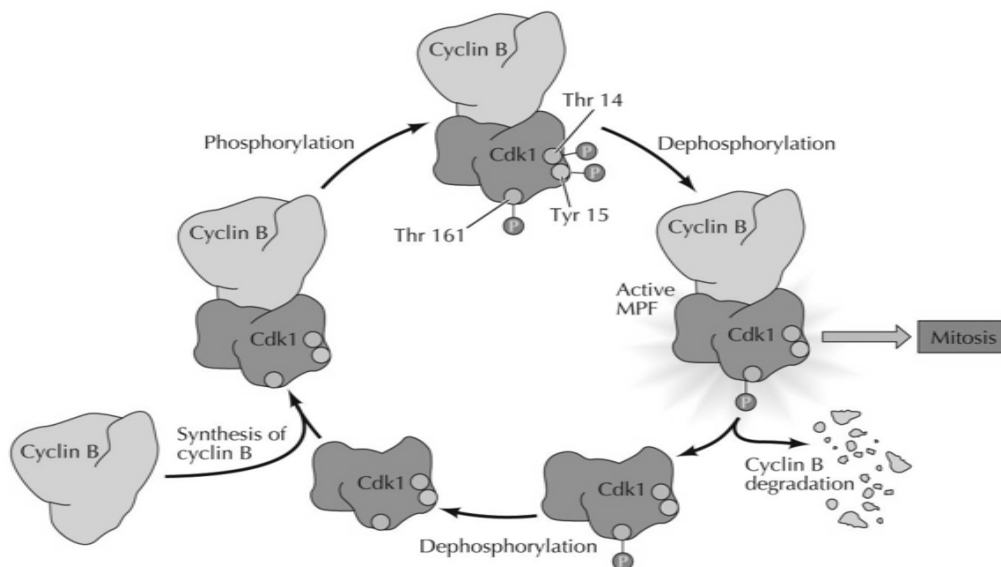 Cyclin B
Thr 14
Phosphorylation
Cdk1
P
Dephosphorylation
P
Tyr 15
Thr 161
P
Cyclin B
Cyclin B
Active
MPF
Cdk1
Cdk1
Mitosis
P
Cyclin B
Synthesis of
cyclin B
Cyclin B
degradation
Cdk1
Cdk1
Dephosphorylation
P